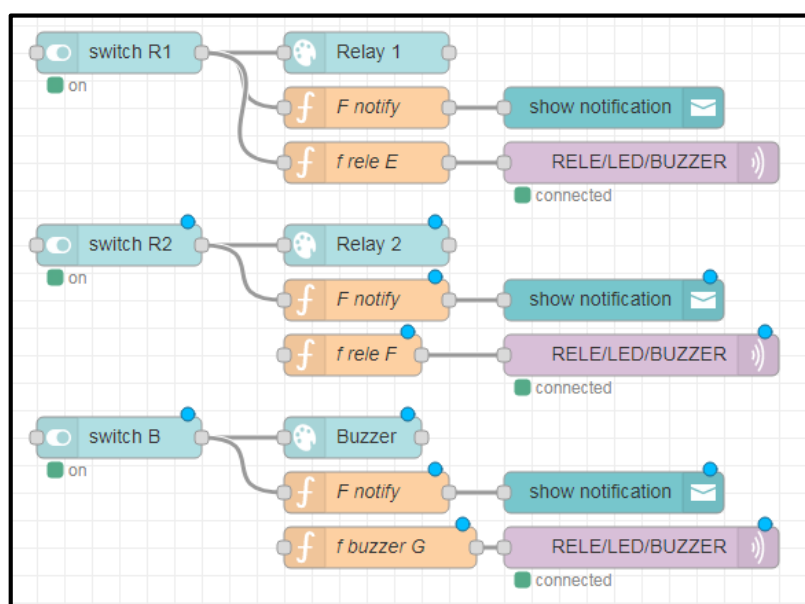 switch R1
Relay 1
on
F notify
show notification
f rele E
RELE/LED/BUZZER
connected
switch R2
Relay 2
on
F notify
show notification
f rele F
RELE/LED/BUZZER
connected
switch B
Buzzer
on
F notify
show notification
f buzzer G
RELE/LED/BUZZER
connected